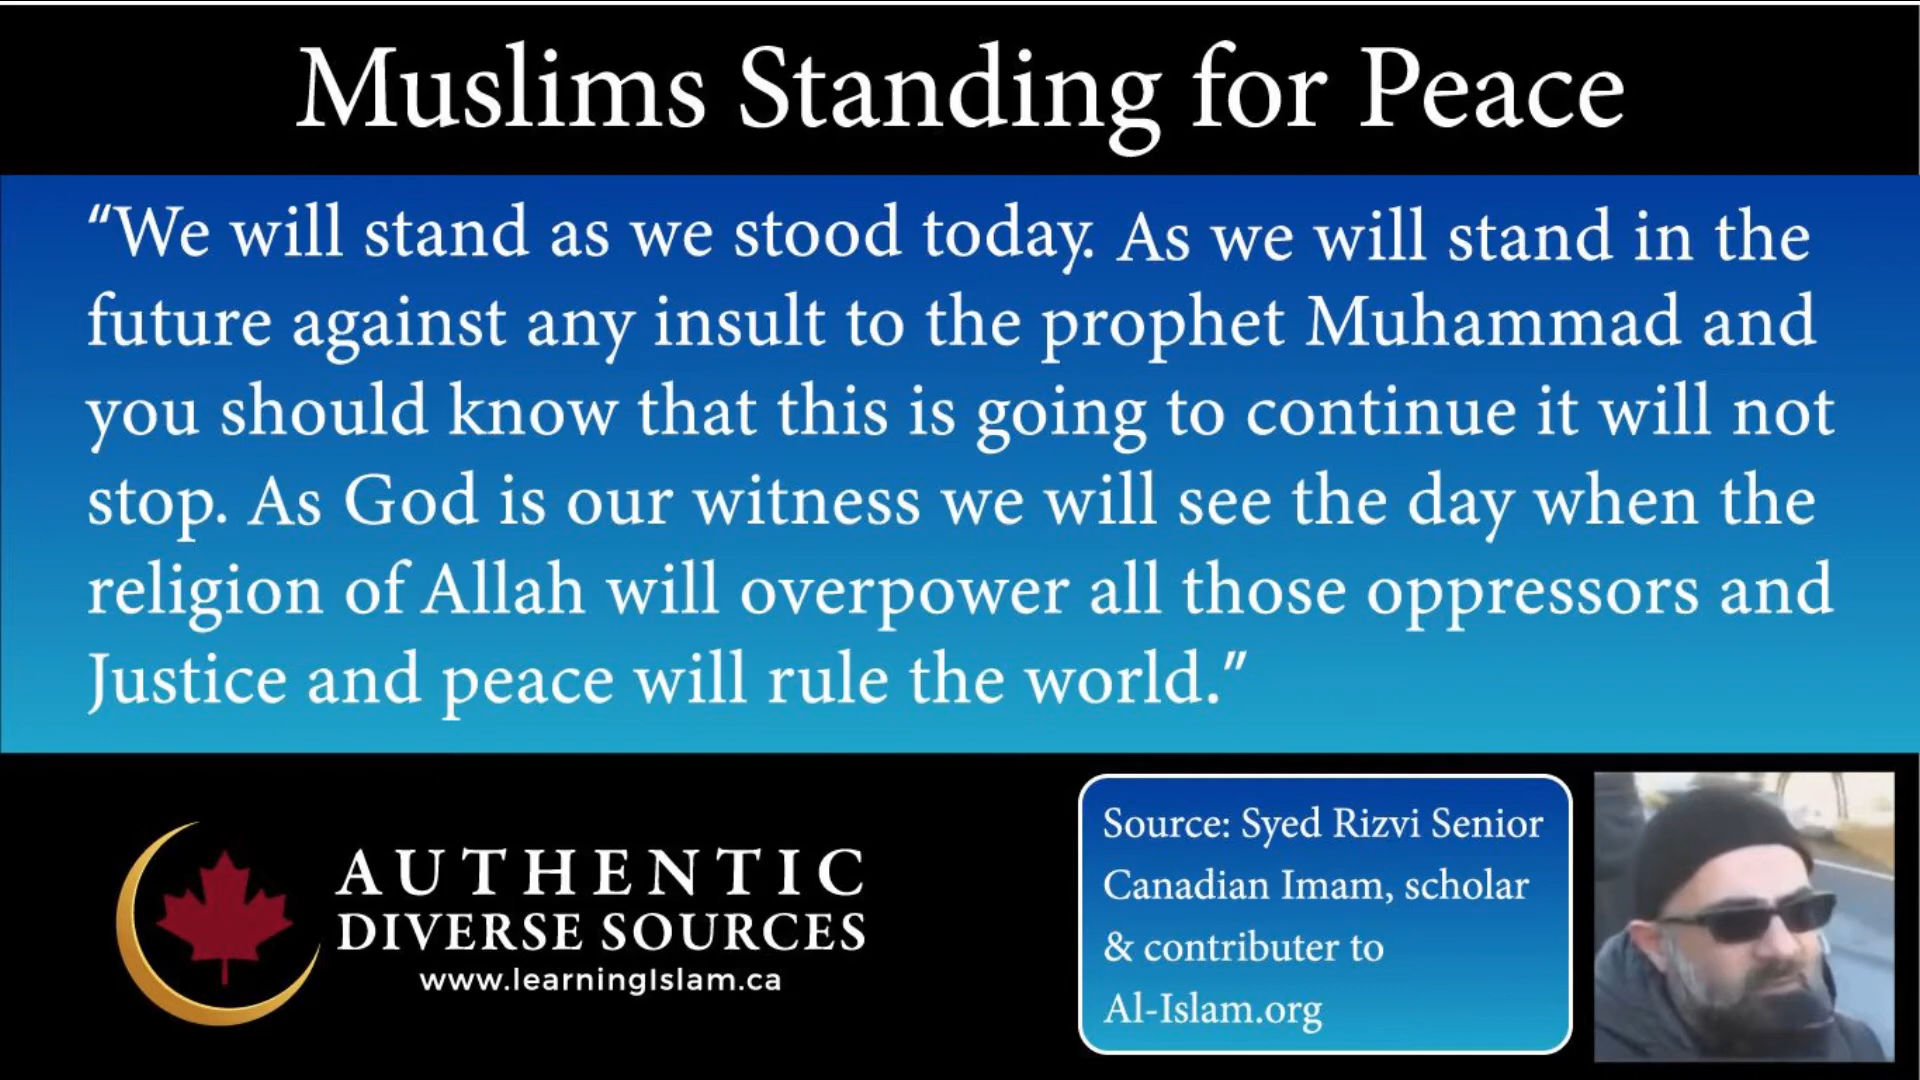 Muslims Standing for Peace
“We will stand as we stood today. As we will stand in the
future against any insult to the prophet Muhammad and
you should know that this is going to continue it will not
stop. As God is our witness we will see the day when the
religion of Allah will overpower all those oppressors and
Justice and peace will rule the world.”
AUTHENTIC
DIVERSE SOURCES
www.learningIslam.ca
Source: Syed Rizvi Senior
Canadian Imam, scholar
& contributer to
Al-Islam.org